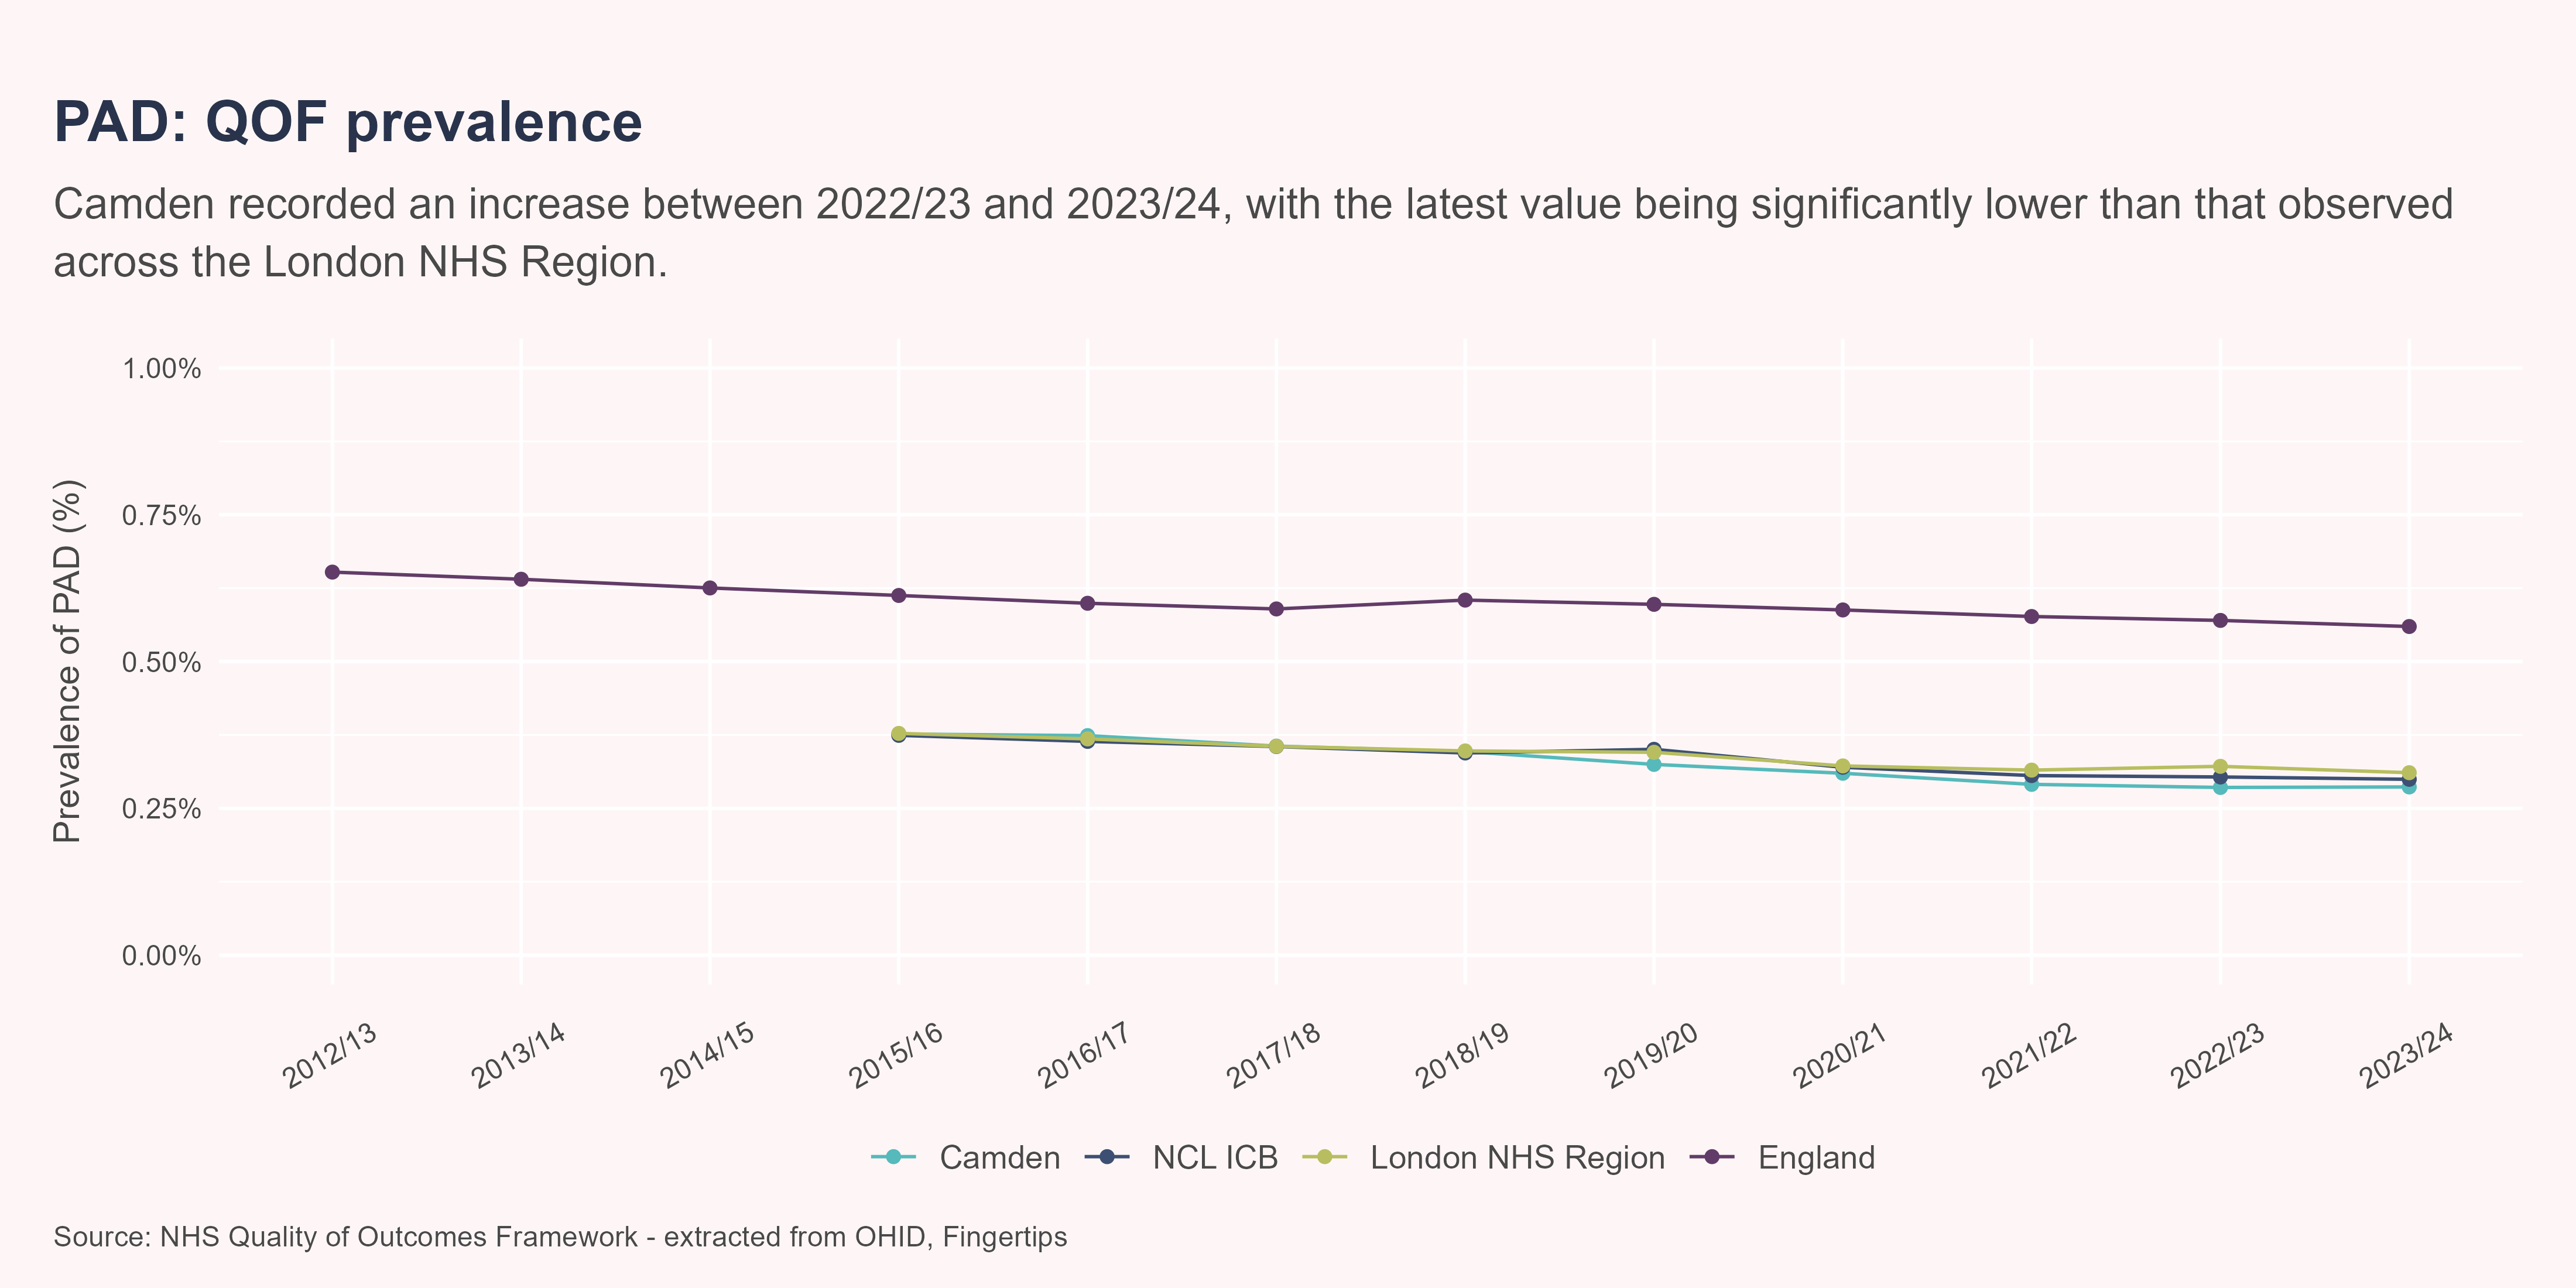 PAD: QOF prevalence
Camden recorded an increase between 2022/23 and 2023/24, with the latest value being significantly lower than that observed
across the London NHS Region.
Prevalence of PAD (%)
1.00%
0.75%
0.50%
0.25%
0.00%
2012/13
2013/14
2014/15
2015/16
2016/17
2017/18
2018/19
2019/20
2020/21
2021/22
2022/23
2023/24
Camden
NCL ICB
London NHS Region
England
Source: NHS Quality of Outcomes Framework - extracted from OHID, Fingertips